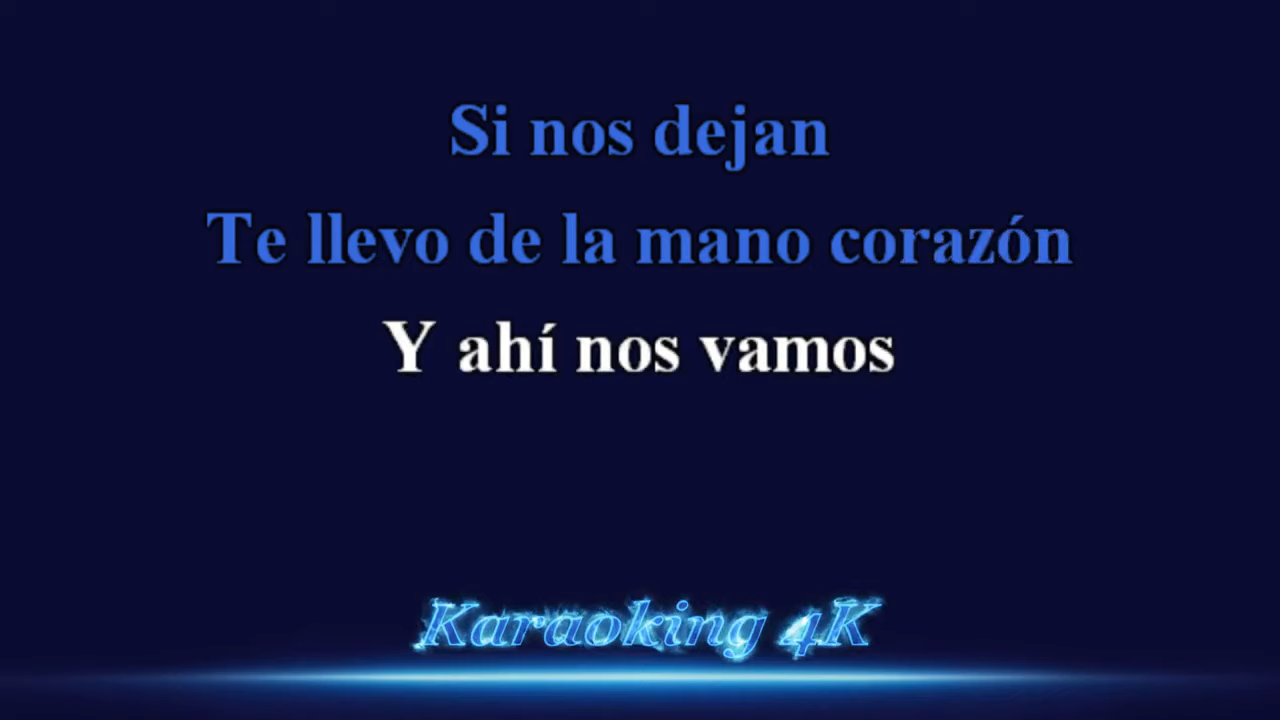 Si nos dejan
Te llevo de la mano corazón
Y ahí nos vamos
Karaoking 4K